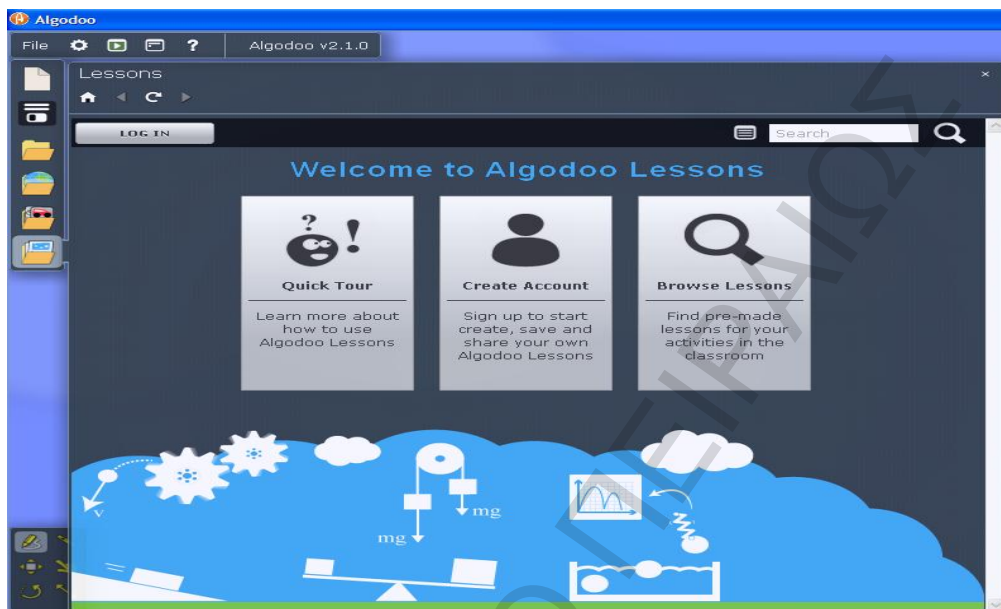 Algodoo
File ? Algodoo v2.1.0
Lessons
LOG IN
Search
Welcome to Algodoo Lessons
Quick Tour
Learn more about
how to use
Algodoo Lessons
Create Account
Sign up to start
create, save and
share your own
Algodoo Lessons
Browse Lessons
Find pre-made
lessons for your
activities in the
classroom
v
mg
mg
Ο ΠΕΙΡΑΙΩΣ